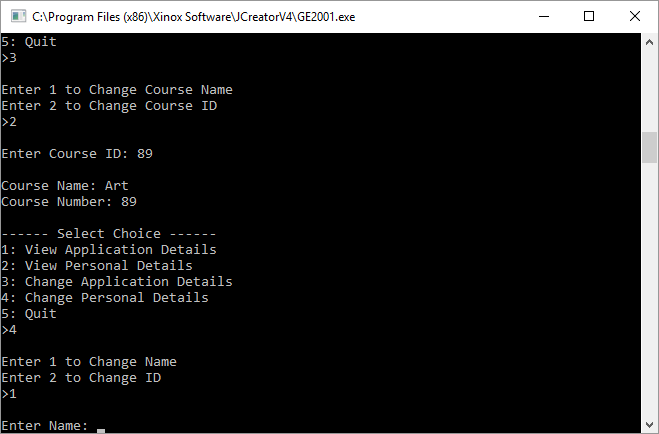 C:\Program Files (x86)\Xinox Software\JCreatorV4\GE2001.exe
5: Quit
>3
Enter 1 to Change Course Name
Enter 2 to Change Course ID
>2
Enter Course ID: 89
Course Name: Art
Course Number: 89
------ Select Choice ------
1: View Application Details
2: View Personal Details
3: Change Application Details
4: Change Personal Details
5: Quit
>4
Enter 1 to Change Name
Enter 2 to Change ID
>1
Enter Name: